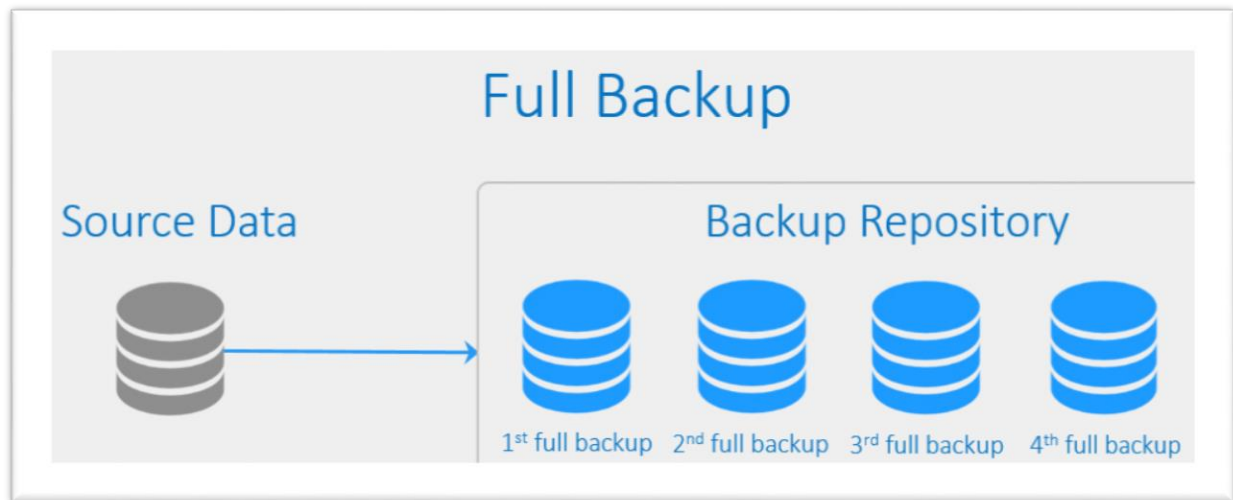 Full Backup
Source Data
Backup Repository
1st full backup
2nd full backup
3rd full backup
4th full backup